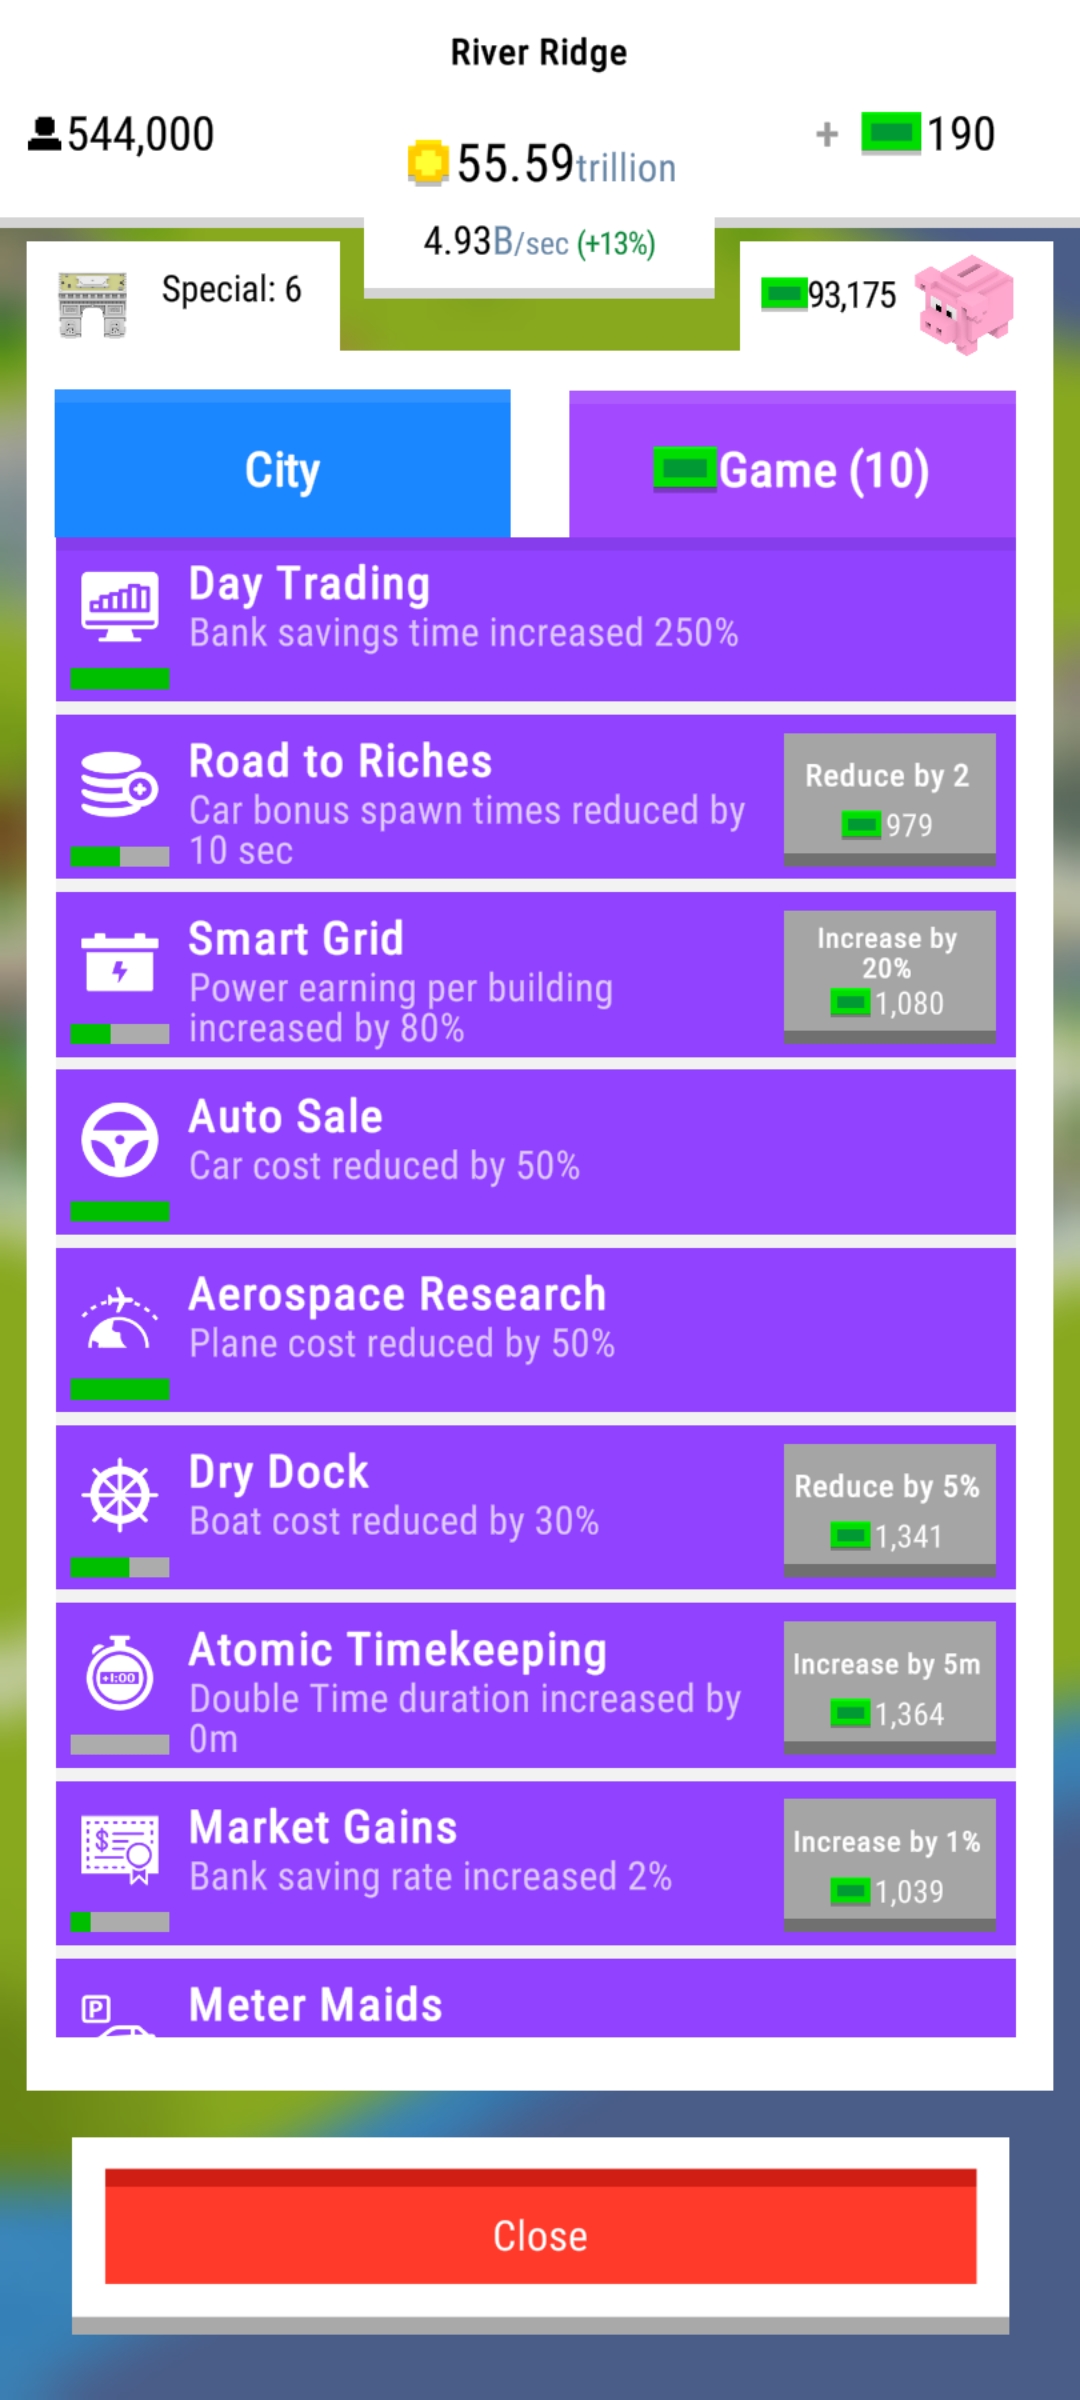 River Ridge
544,000
55.59trillion
+ 190
4.93B/sec (+13%)
Special: 6
93,175
City
Game (10)
Day Trading
Bank savings time increased 250%
Road to Riches
Car bonus spawn times reduced by
10 sec
Reduce by 2
979
Smart Grid
Power earning per building
increased by 80%
Increase by
20%
1,080
Auto Sale
Car cost reduced by 50%
Aerospace Research
Plane cost reduced by 50%
Dry Dock
Boat cost reduced by 30%
Reduce by 5%
1,341
+1:00
Atomic Timekeeping
Double Time duration increased by
0m
Increase by 5m
1,364
$
Market Gains
Bank saving rate increased 2%
Increase by 1%
1,039
P
Meter Maids
Close